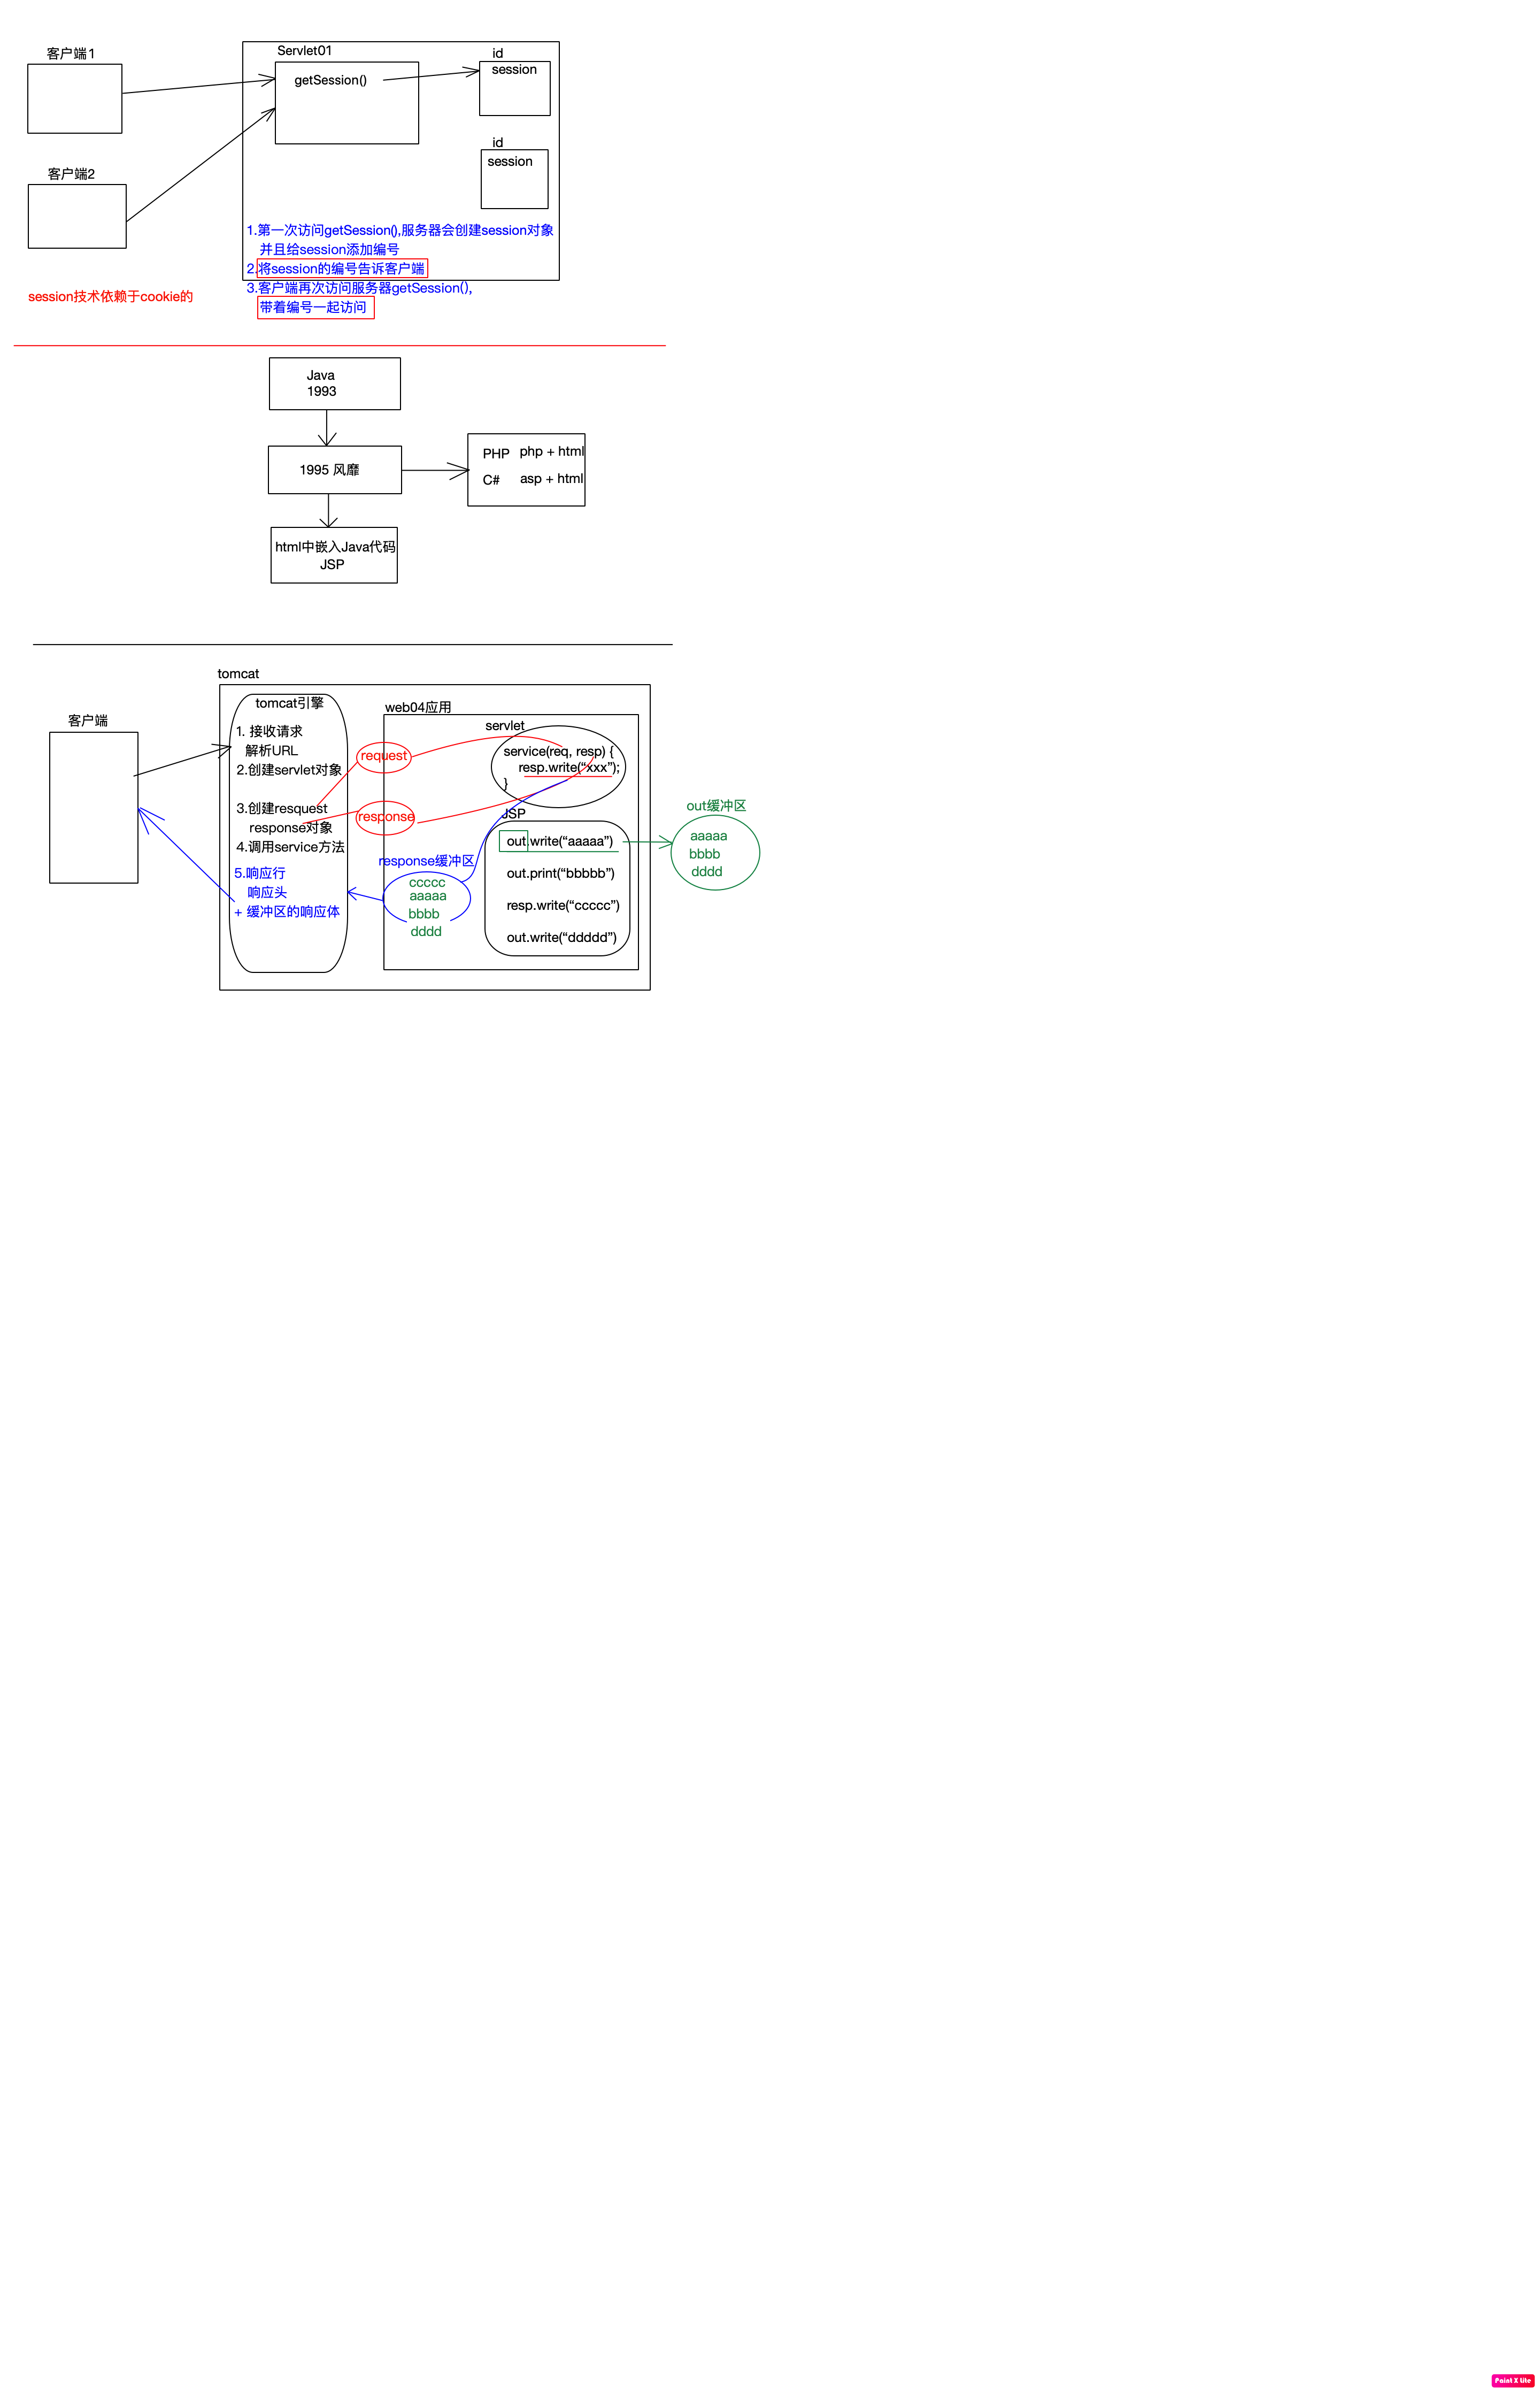 客户端1
Servlet01
id
getSession()
session
id
session
客户端2
1.第一次访问getSession(),服务器会创建session对象
并且给session添加编号
2.将session的编号告诉客户端
3.客户端再次访问服务器getSession(),
带着编号一起访问
session技术依赖于cookie的
Java
1993
1995 风靡
PHP php + html
C# asp + html
html中嵌入Java代码
JSP
tomcat
客户端
tomcat引擎
1. 接收请求
解析URL
2.创建servlet对象
3.创建resquest
response对象
4.调用service方法
5.响应行
响应头
+ 缓冲区的响应体
request
response
web04应用
servlet
service(req, resp) {
resp.write(“xxx”);
}
JSP
out.write(“aaaaa”)
out.print(“bbbbb”)
resp.write(“ccccc”)
out.write(“ddddd”)
response缓冲区
ccccc
aaaaa
bbbb
dddd
out缓冲区
aaaaa
bbbb
dddd
Paint X lite